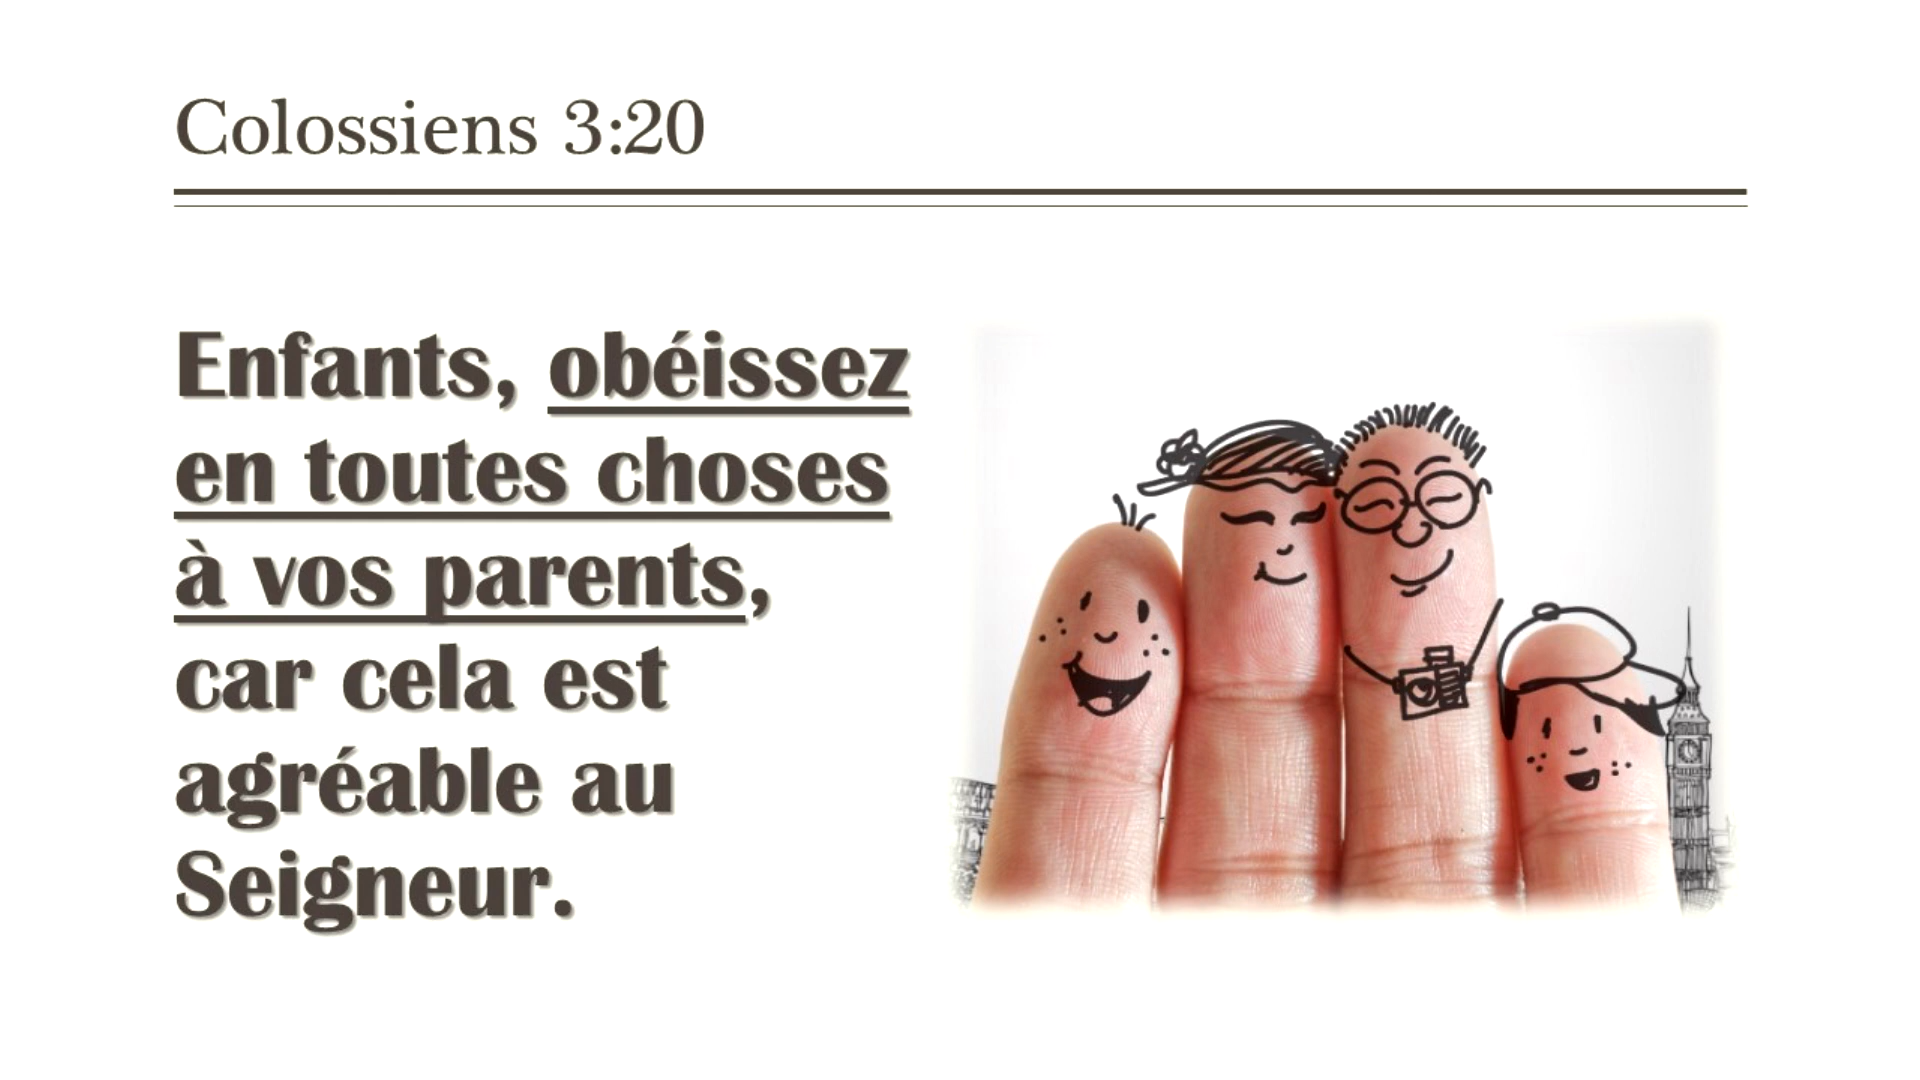 Colossiens 3:20
Enfants, obéissez
en toutes choses
à vos parents,
car cela est
agréable au
Seigneur.